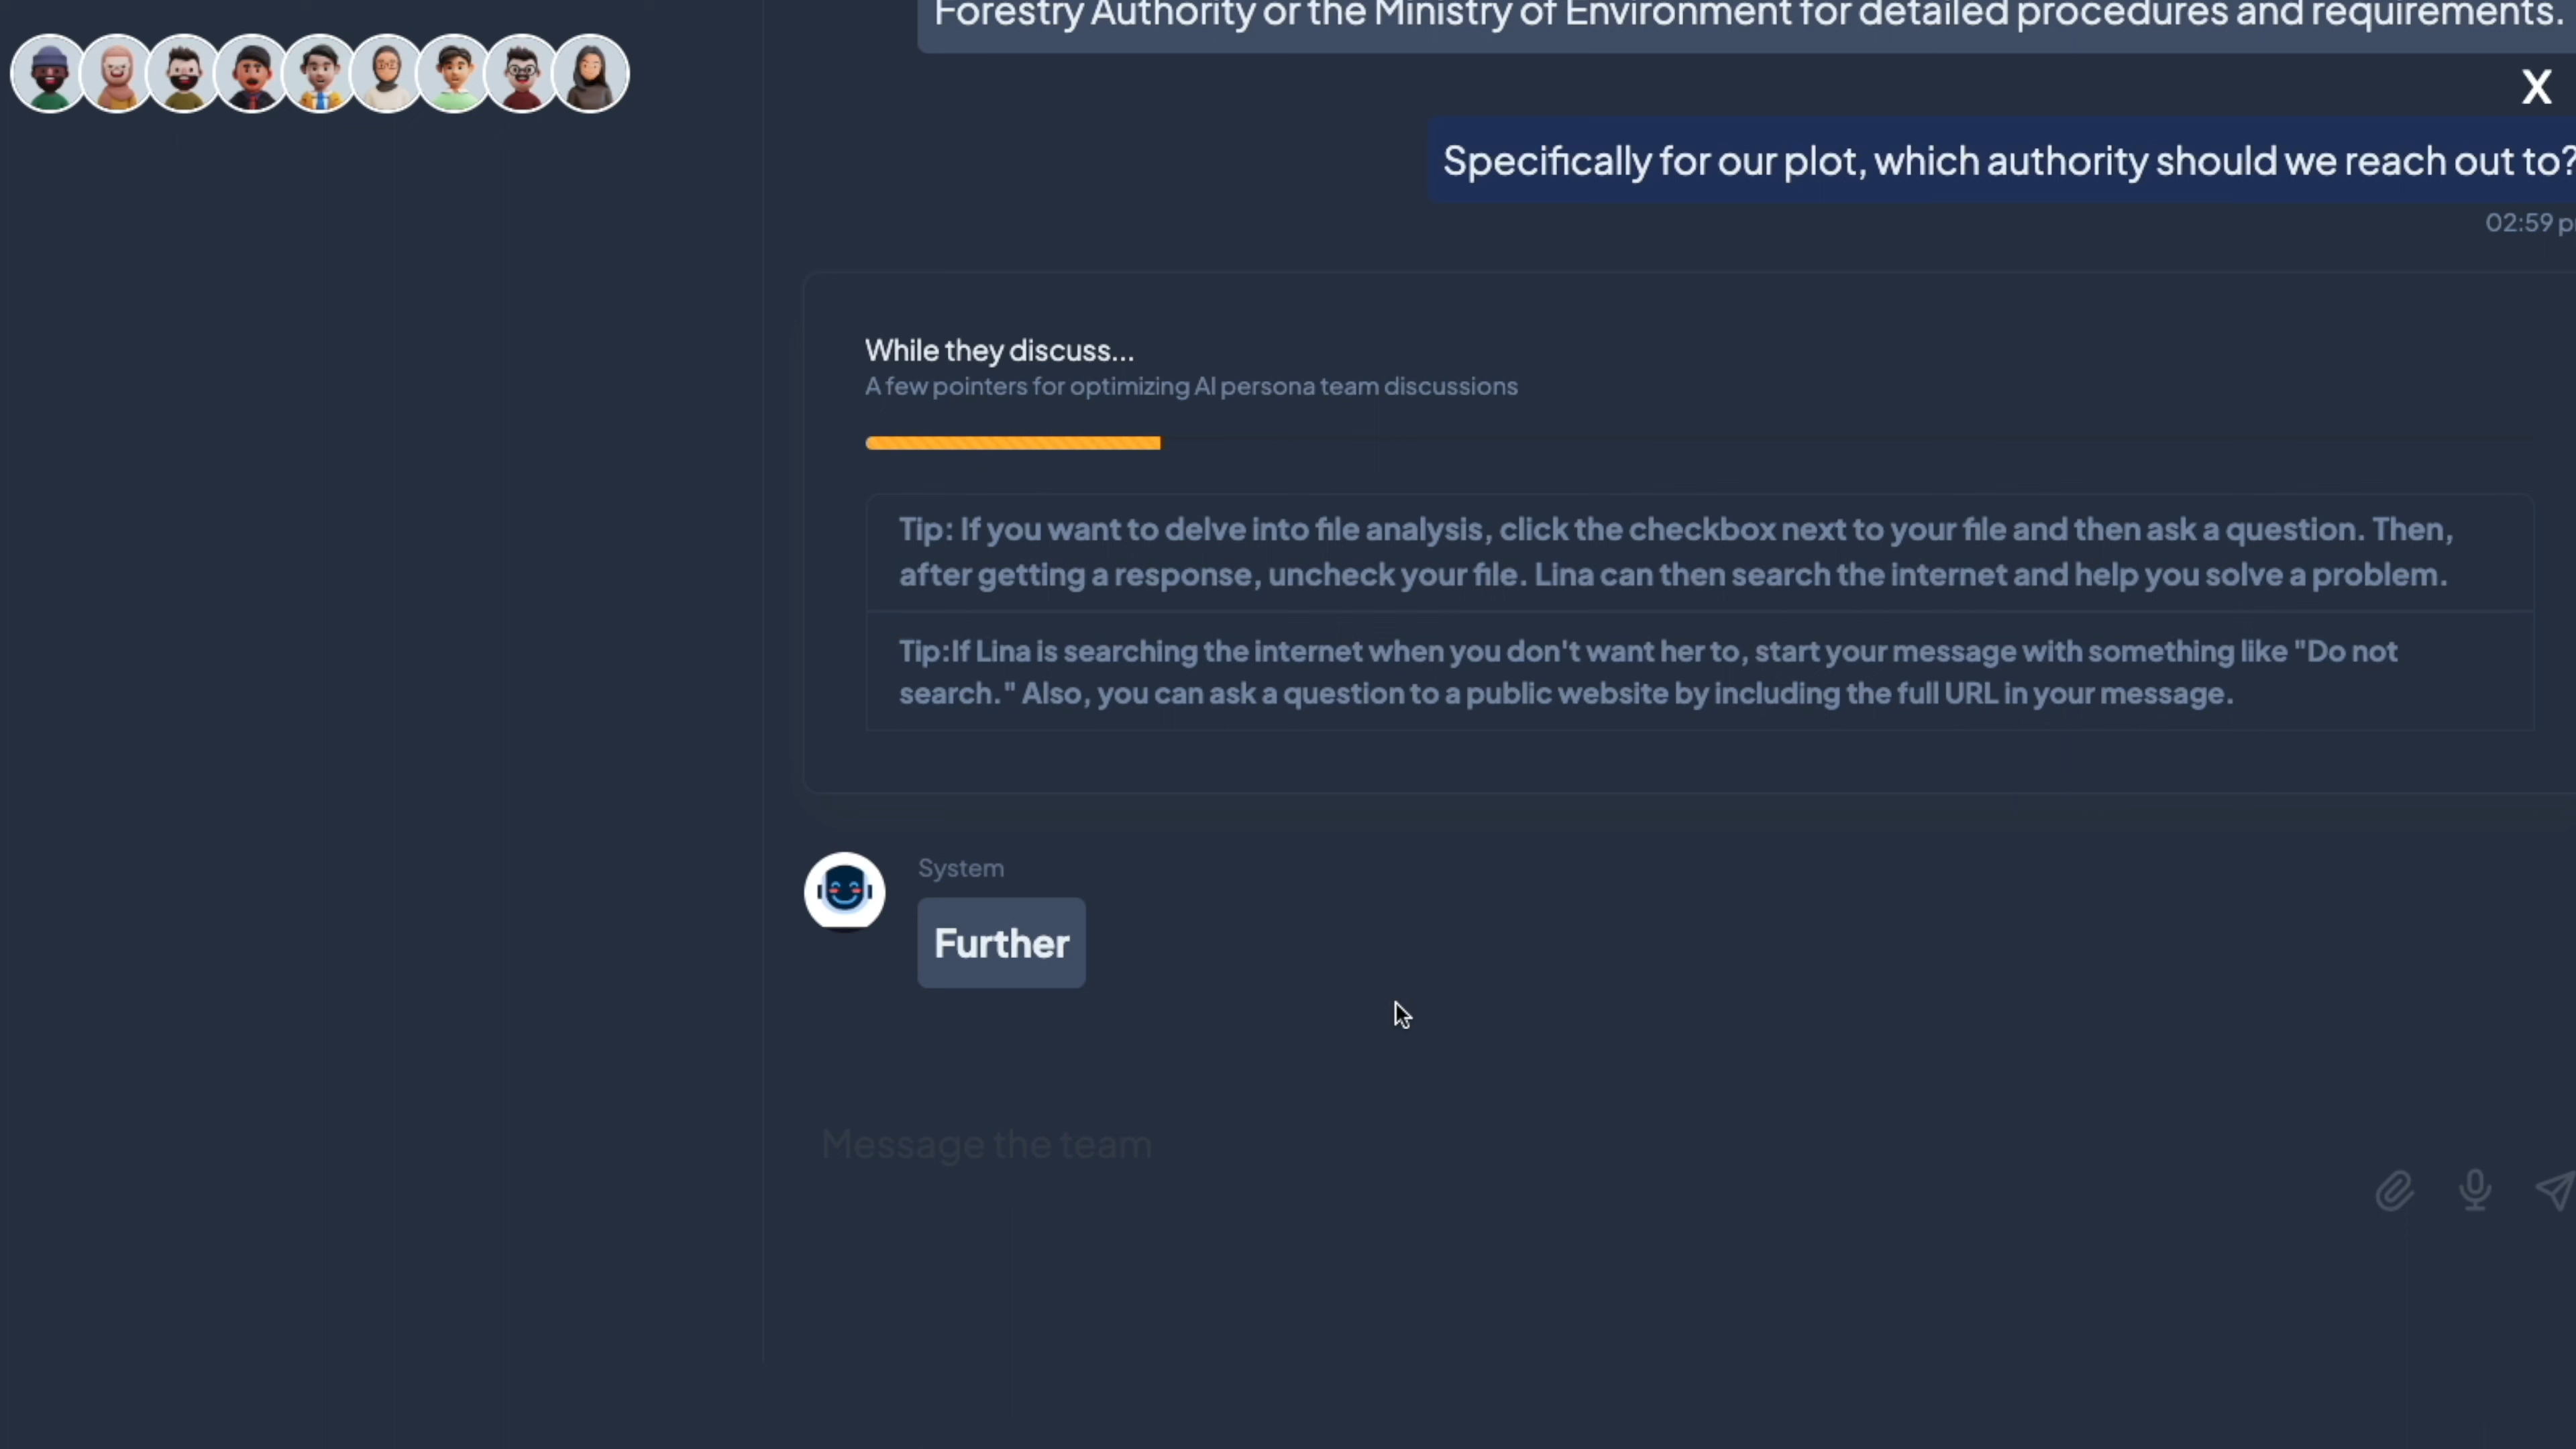 Forestry Authority or the Ministry of Environment for detailed procedures and requirements.
X
Specifically for our plot, which authority should we reach out to?
02:59 p
While they discuss...
A few pointers for optimizing AI persona team discussions
Tip: If you want to delve into file analysis, click the checkbox next to your file and then ask a question. Then,
after getting a response, uncheck your file. Lina can then search the internet and help you solve a problem.
Tip:If Lina is searching the internet when you don't want her to, start your message with something like "Do not
search." Also, you can ask a question to a public website by including the full URL in your message.
System
Further
Message the team